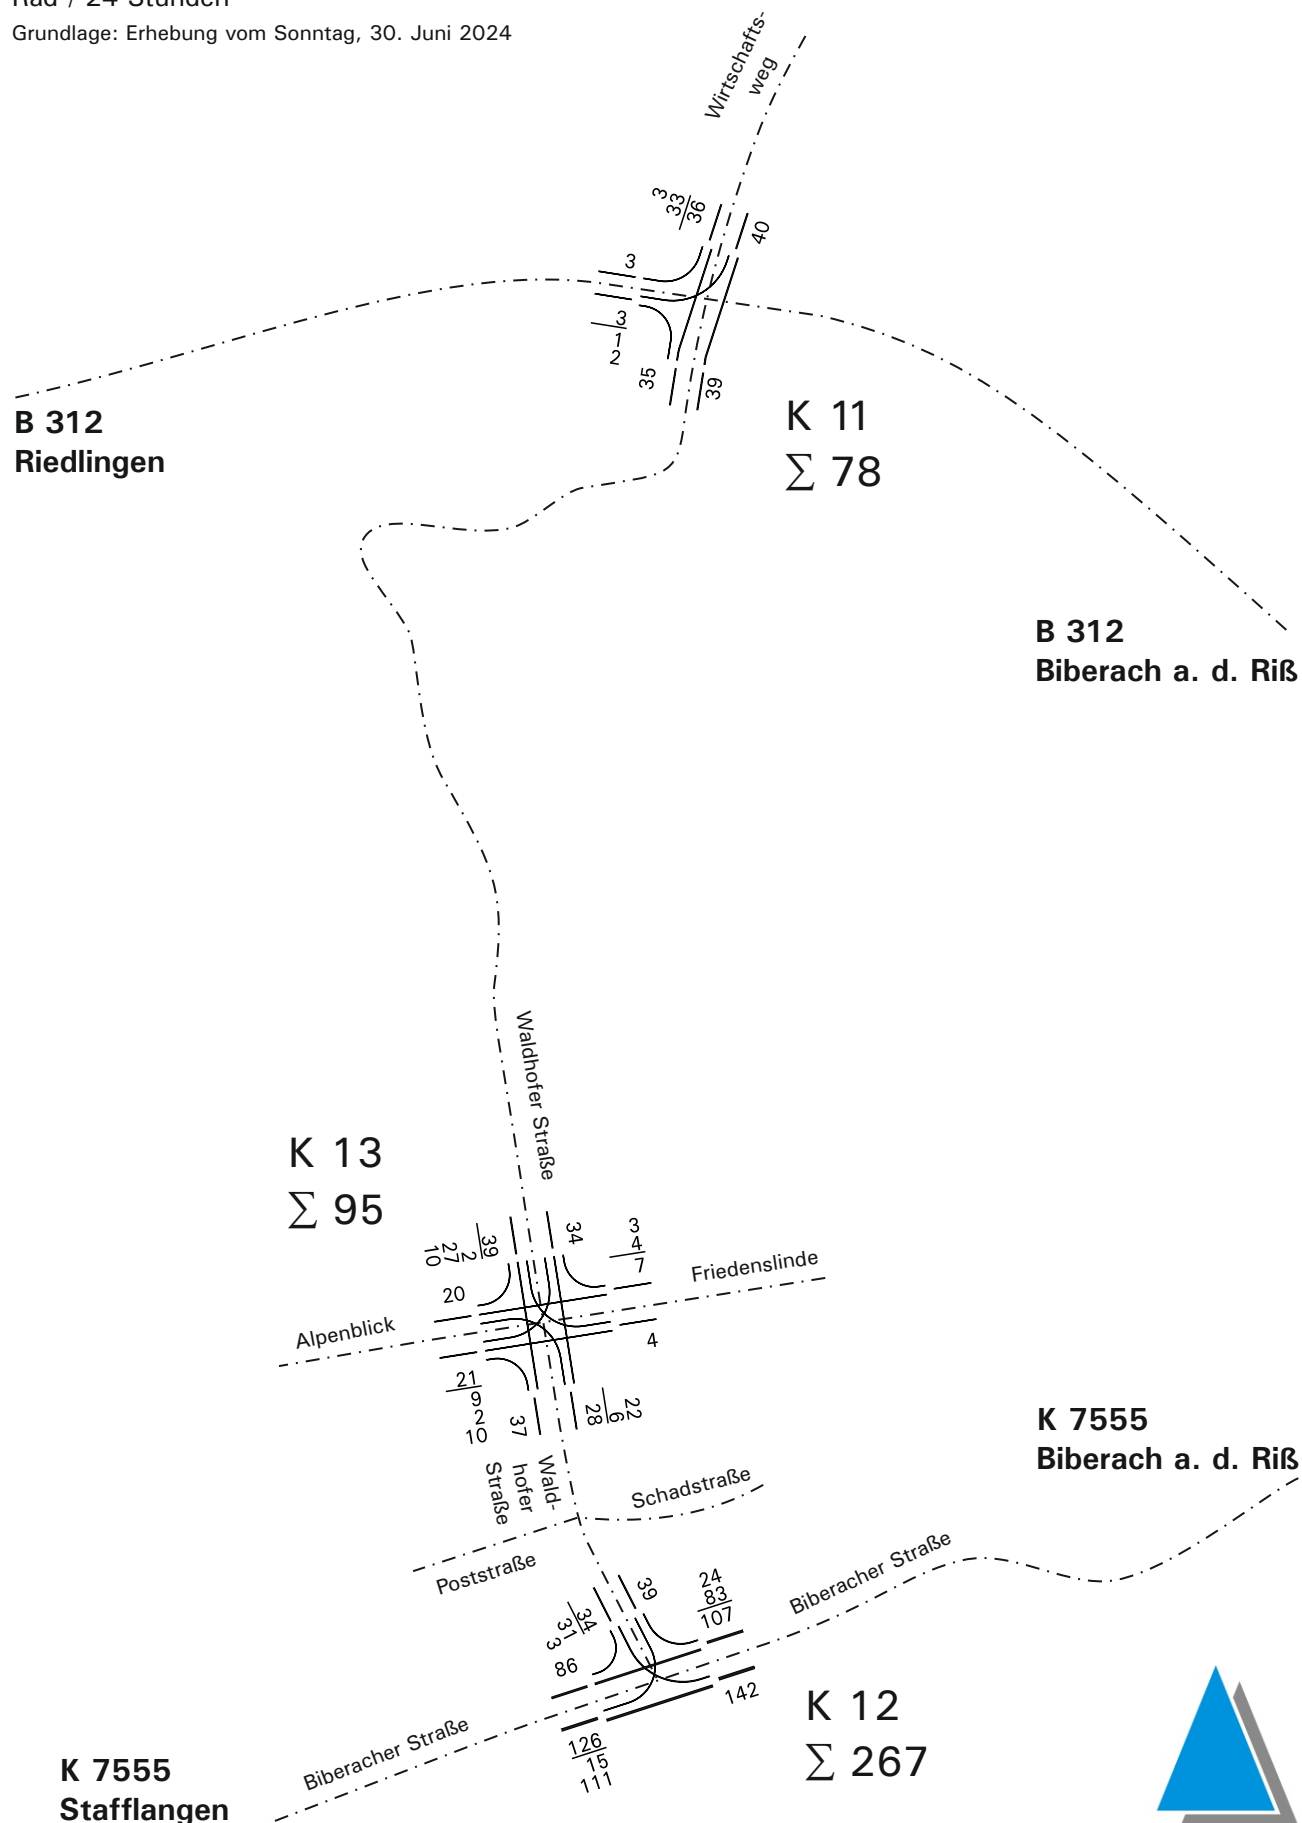 Rad / 24 Stunden
Grundlage: Erhebung vom Sonntag, 30. Juni 2024
Wirtschafts-
weg
3
33
36
40
3
3
1
2
35
39
B 312
Riedlingen
K 11
∑ 78
B 312
Biberach a. d. Riß
Waldhofer Straße
K 13
∑ 95
10
27
2
39
34
3
4
7
20
Friedenslinde
Alpenblick
4
21
9
2
10
37
28
6
22
K 7555
Biberach a. d. Riß
Wald-
hofer
Straße
Schadstraße
Poststraße
Biberacher Straße
3
31
34
39
24
83
107
86
142
K 12
∑ 267
126
15
111
Biberacher Straße
K 7555
Stafflangen